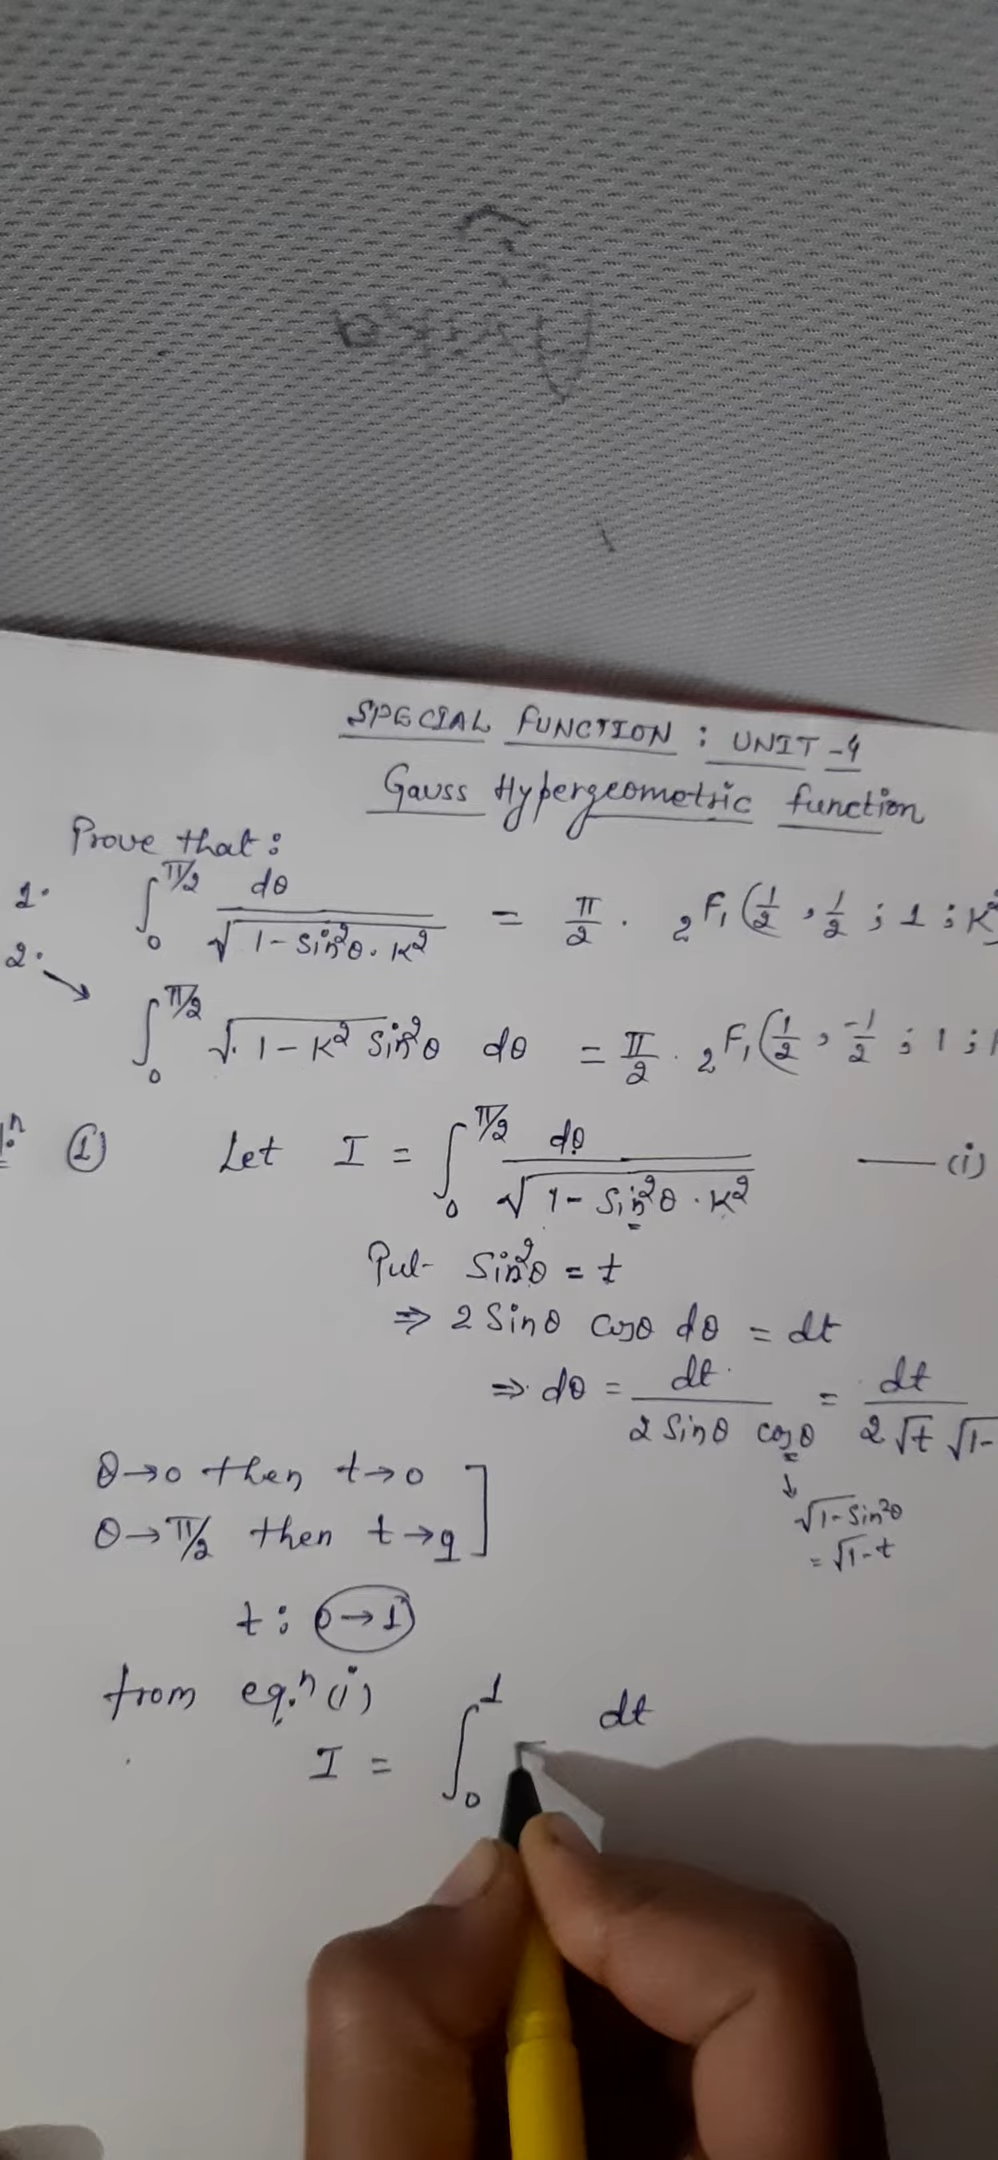 SPECIAL FUNCTION : UNIT-4
Gauss Hypergeometric function
Prove that :
1. ∫₀^{π/2} dθ / √(1 - Sin²θ . K²) = π/2 . ₂F₁(1/2, 1/2 ; 1 ; K²)
2. → ∫₀^{π/2} √(1 - K² Sin²θ) dθ = π/2 . ₂F₁(1/2, -1/2 ; 1 ;
① Let I = ∫₀^{π/2} dθ / √(1 - Sin²θ . K²) — (i)
Put Sin²θ = t
⇒ 2 Sinθ cosθ dθ = dt
⇒ dθ = dt / (2 Sinθ cosθ) = dt / (2 √t √1-
↓
√1-Sin²θ
= √1-t
θ→0 then t→0 ]
θ→π/2 then t→1 ]
t : 0→1
from eq.ⁿ (i)
I = ∫₀¹ dt